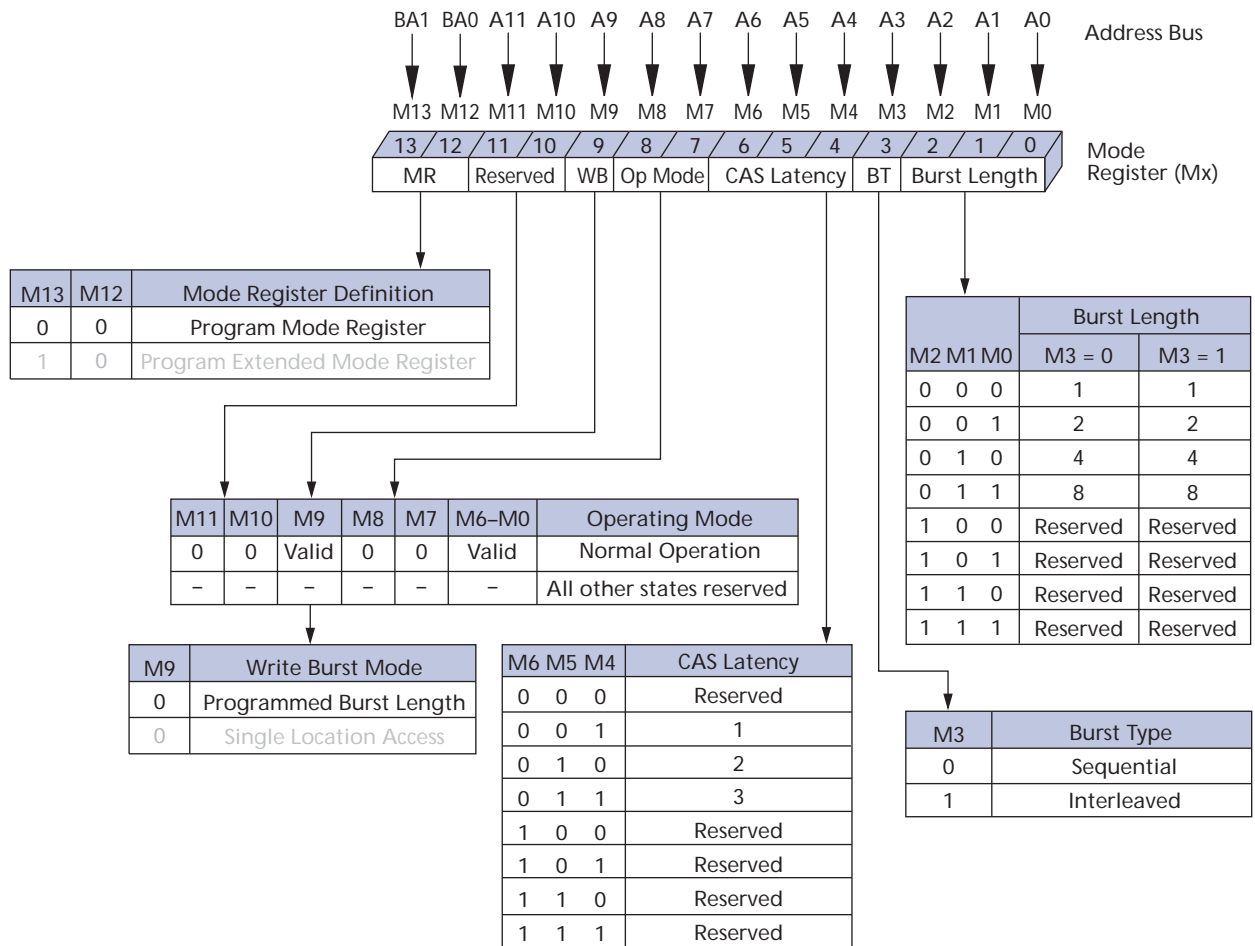 BA1 BA0 A11 A10 A9 A8 A7 A6 A5 A4 A3 A2 A1 A0
Address Bus
M13 M12 M11 M10 M9 M8 M7 M6 M5 M4 M3 M2 M1 M0
13 12 11 10 9 8 7 6 5 4 3 2 1 0
MR Reserved WB Op Mode CAS Latency BT Burst Length
Mode
Register (Mx)
M13 M12 Mode Register Definition
0 0 Program Mode Register
1 0 Program Extended Mode Register
Burst Length
M2 M1 M0 M3 = 0 M3 = 1
0 0 0 1 1
0 0 1 2 2
0 1 0 4 4
0 1 1 8 8
1 0 0 Reserved Reserved
1 0 1 Reserved Reserved
1 1 0 Reserved Reserved
1 1 1 Reserved Reserved
M11 M10 M9 M8 M7 M6–M0 Operating Mode
0 0 Valid 0 0 Valid Normal Operation
– – – – – – All other states reserved
M9 Write Burst Mode
0 Programmed Burst Length
0 Single Location Access
M6 M5 M4 CAS Latency
0 0 0 Reserved
0 0 1 1
0 1 0 2
0 1 1 3
1 0 0 Reserved
1 0 1 Reserved
1 1 0 Reserved
1 1 1 Reserved
M3 Burst Type
0 Sequential
1 Interleaved